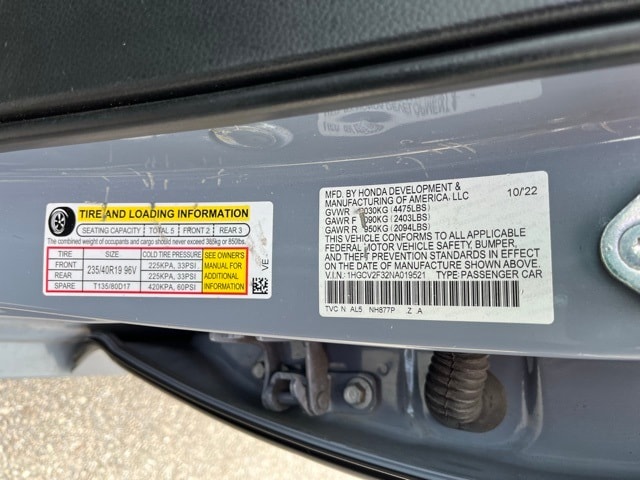 TIRE AND LOADING INFORMATION
SEATING CAPACITY TOTAL 5 FRONT 2 REAR 3
The combined weight of occupants and cargo should never exceed 385kg or 850lbs.
TIRE SIZE COLD TIRE PRESSURE SEE OWNER'S MANUAL FOR ADDITIONAL INFORMATION
FRONT 235/40R19 96V 225KPA, 33PSI
REAR 225KPA, 33PSI
SPARE T135/80D17 420KPA, 60PSI
VE
MFD. BY HONDA DEVELOPMENT & 10/22
MANUFACTURING OF AMERICA, LLC
GVWR 2030KG (4475LBS)
GAWR F 1090KG (2403LBS)
GAWR R 950KG (2094LBS)
THIS VEHICLE CONFORMS TO ALL APPLICABLE
FEDERAL MOTOR VEHICLE SAFETY, BUMPER,
AND THEFT PREVENTION STANDARDS IN EFFECT
ON THE DATE OF MANUFACTURE SHOWN ABOVE.
V.I.N.: 1HGCV2F32NA019521 TYPE PASSENGER CAR
TVC N AL5 NH877P Z .A